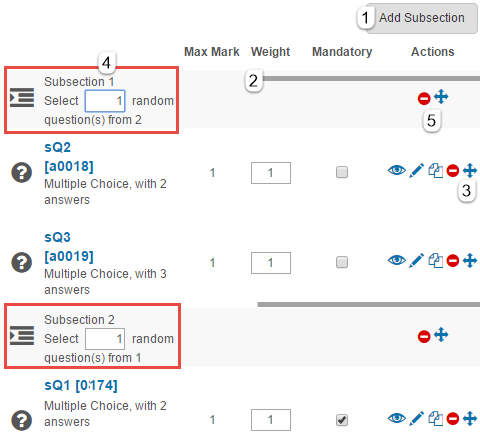 1 Add Subsection
Max Mark Weight Mandatory Actions
4
Subsection 1
2
Select 1 random
question(s) from 2
5
sQ2
[a0018]
1 1
Multiple Choice, with 2
answers
3
sQ3
[a0019]
1 1
Multiple Choice, with 3
answers
Subsection 2
Select 1 random
question(s) from 1
sQ1 [0:174]
Multiple Choice, with 2
answers
1 1